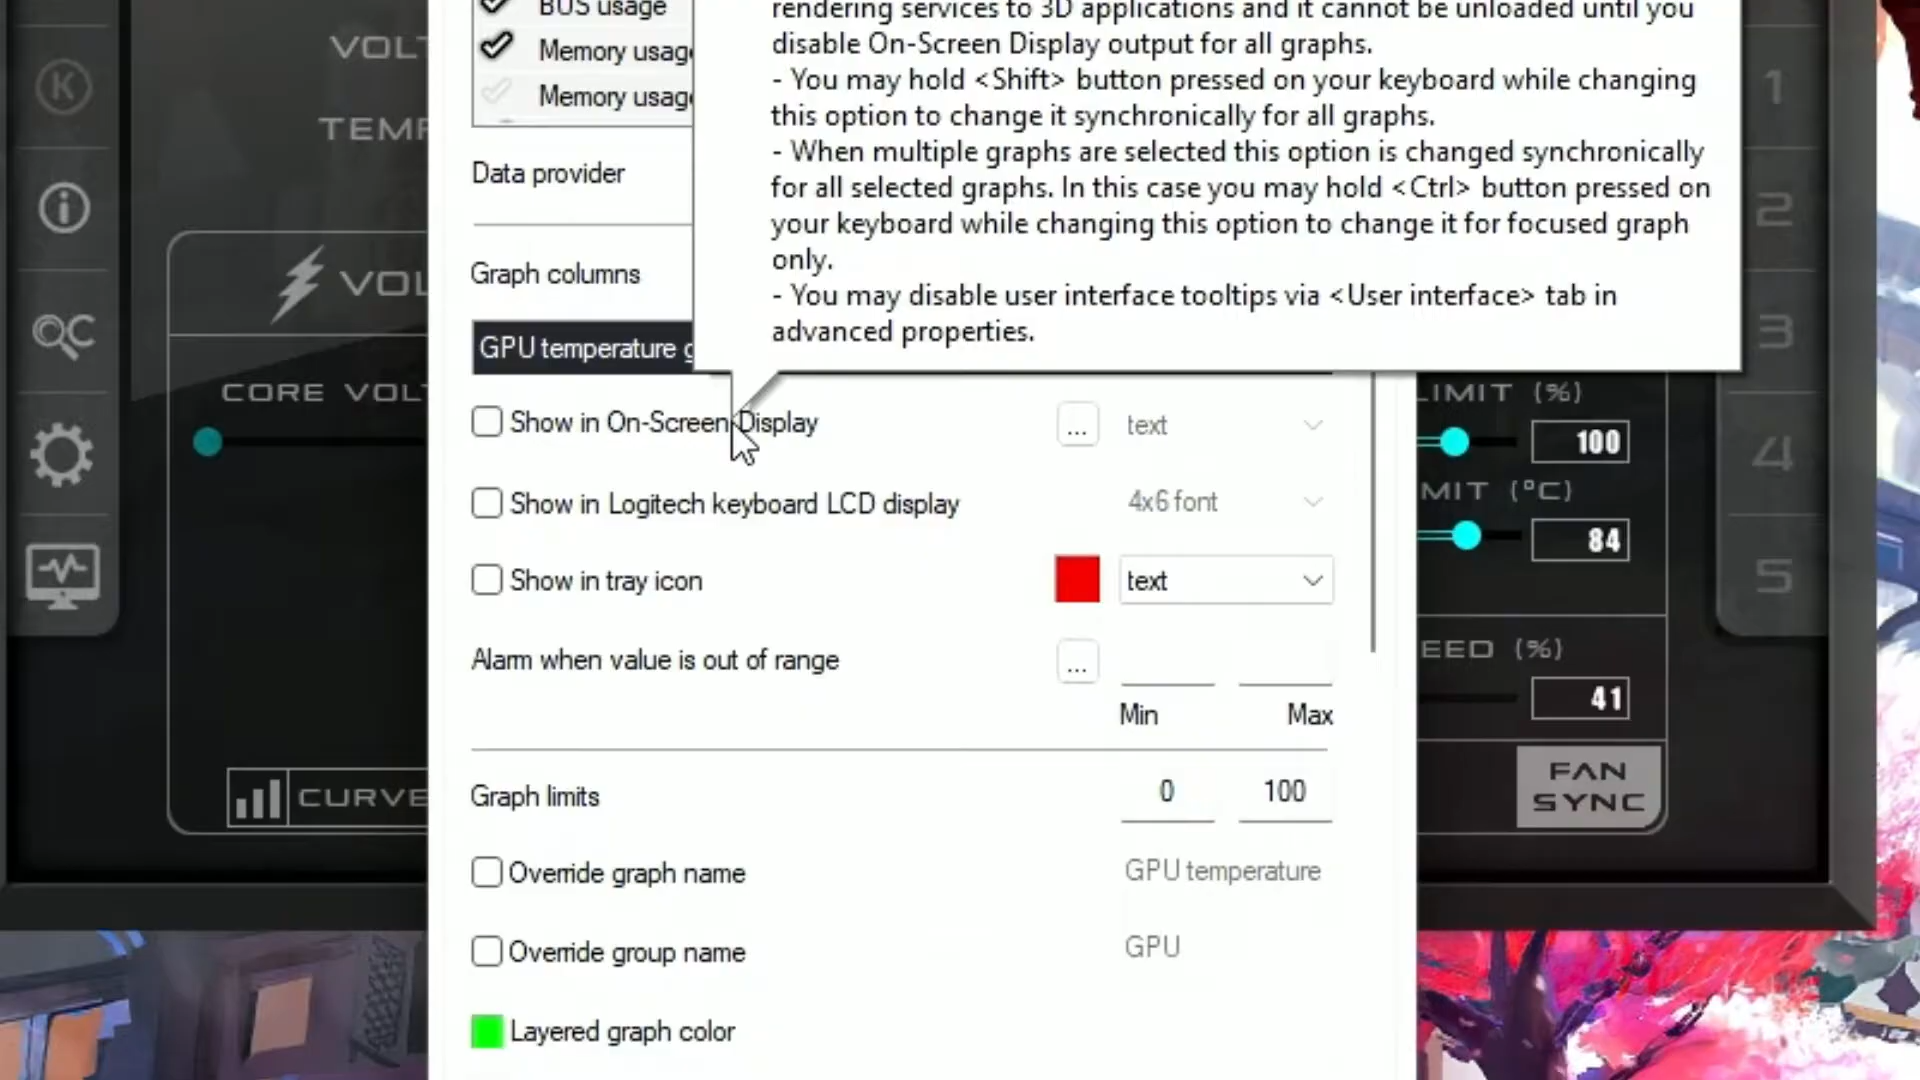 BUS usage
Memory usag
Memory usag
rendering services to 3D applications and it cannot be unloaded until you
disable On-Screen Display output for all graphs.
- You may hold <Shift> button pressed on your keyboard while changing
this option to change it synchronically for all graphs.
- When multiple graphs are selected this option is changed synchronically
for all selected graphs. In this case you may hold <Ctrl> button pressed on
your keyboard while changing this option to change it for focused graph
only.
- You may disable user interface tooltips via <User interface> tab in
advanced properties.
VOLT
TEMP
K
i
VOL
CORE VOLT
CURVE
Data provider
Graph columns
GPU temperature g
Show in On-Screen Display ... text
Show in Logitech keyboard LCD display 4x6 font
Show in tray icon text
Alarm when value is out of range ...
Min Max
Graph limits 0 100
Override graph name GPU temperature
Override group name GPU
Layered graph color
LIMIT (%)
100
MIT (°C)
84
EED (%)
41
FAN
SYNC
1
2
3
4
5